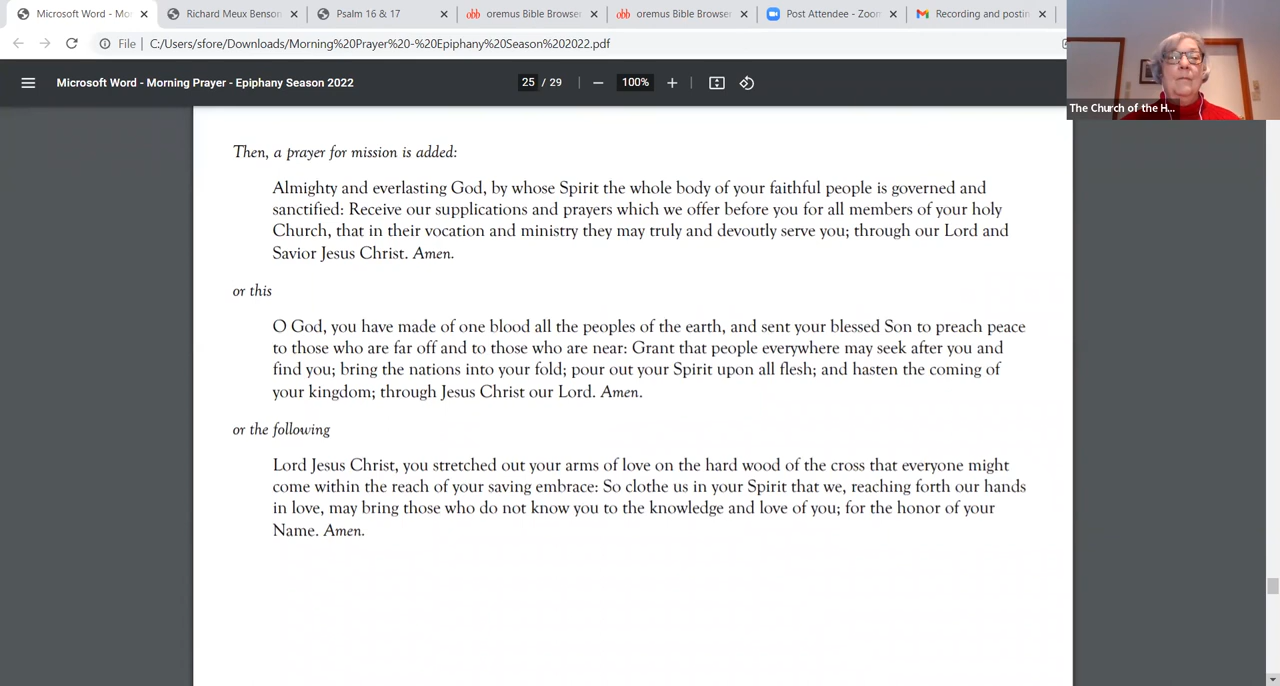 Microsoft Word - Mo
Richard Meux Benson
Psalm 16 & 17
oremus Bible Browser
oremus Bible Browser
Post Attendee - Zoom
Recording and postin
File
C:/Users/sfore/Downloads/Morning%20Prayer%20-%20Epiphany%20Season%202022.pdf
Microsoft Word - Morning Prayer - Epiphany Season 2022
25 / 29
100%
The Church of the H...
Then, a prayer for mission is added:
Almighty and everlasting God, by whose Spirit the whole body of your faithful people is governed and
sanctified: Receive our supplications and prayers which we offer before you for all members of your holy
Church, that in their vocation and ministry they may truly and devoutly serve you; through our Lord and
Savior Jesus Christ. Amen.
or this
O God, you have made of one blood all the peoples of the earth, and sent your blessed Son to preach peace
to those who are far off and to those who are near: Grant that people everywhere may seek after you and
find you; bring the nations into your fold; pour out your Spirit upon all flesh; and hasten the coming of
your kingdom; through Jesus Christ our Lord. Amen.
or the following
Lord Jesus Christ, you stretched out your arms of love on the hard wood of the cross that everyone might
come within the reach of your saving embrace: So clothe us in your Spirit that we, reaching forth our hands
in love, may bring those who do not know you to the knowledge and love of you; for the honor of your
Name. Amen.